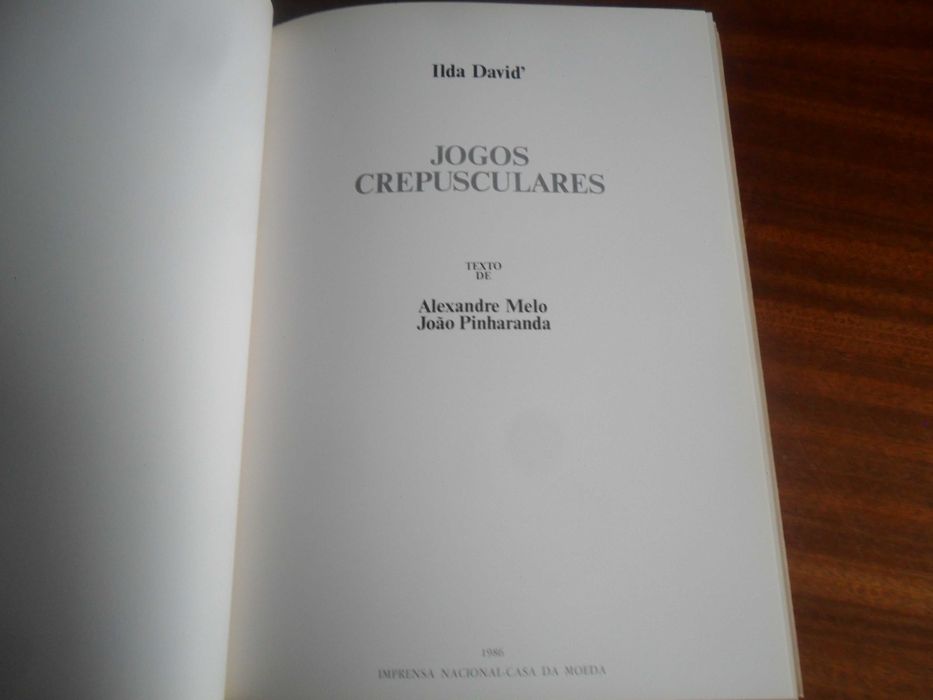 Ilda David'
JOGOS
CREPUSCULARES
TEXTO
DE
Alexandre Melo
João Pinharanda
1986
IMPRENSA NACIONAL-CASA DA MOEDA